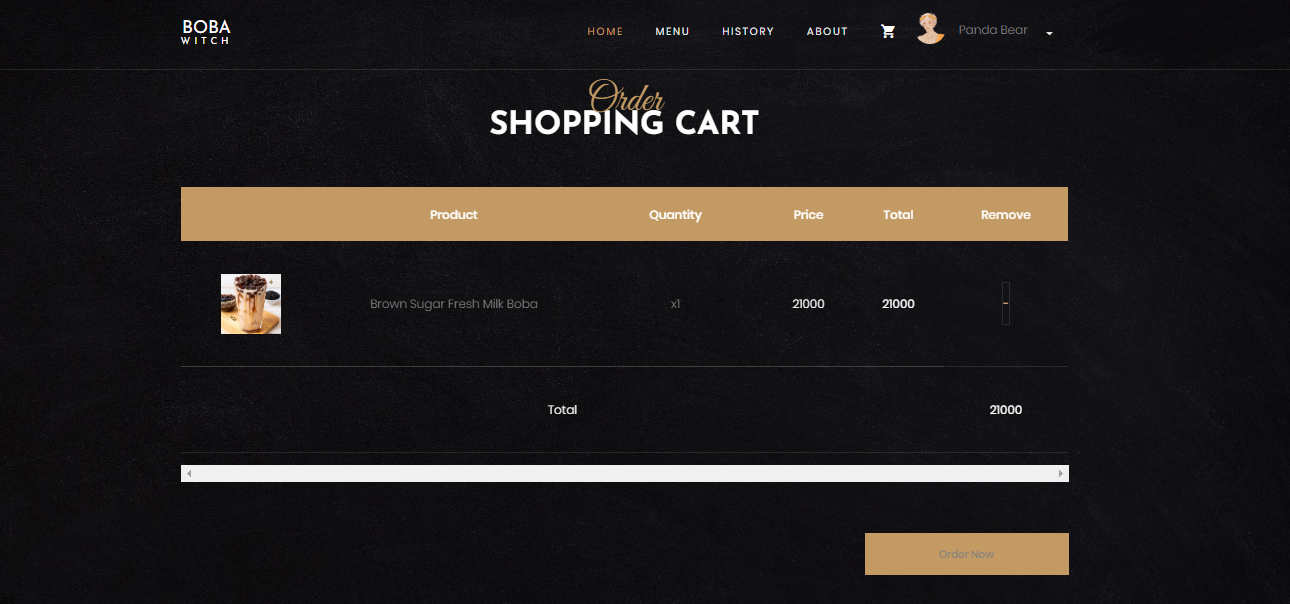 BOBA
WITCH
HOME MENU HISTORY ABOUT Panda Bear
Order
SHOPPING CART
Product Quantity Price Total Remove
Brown Sugar Fresh Milk Boba x1 21000 21000 -
Total 21000
Order Now